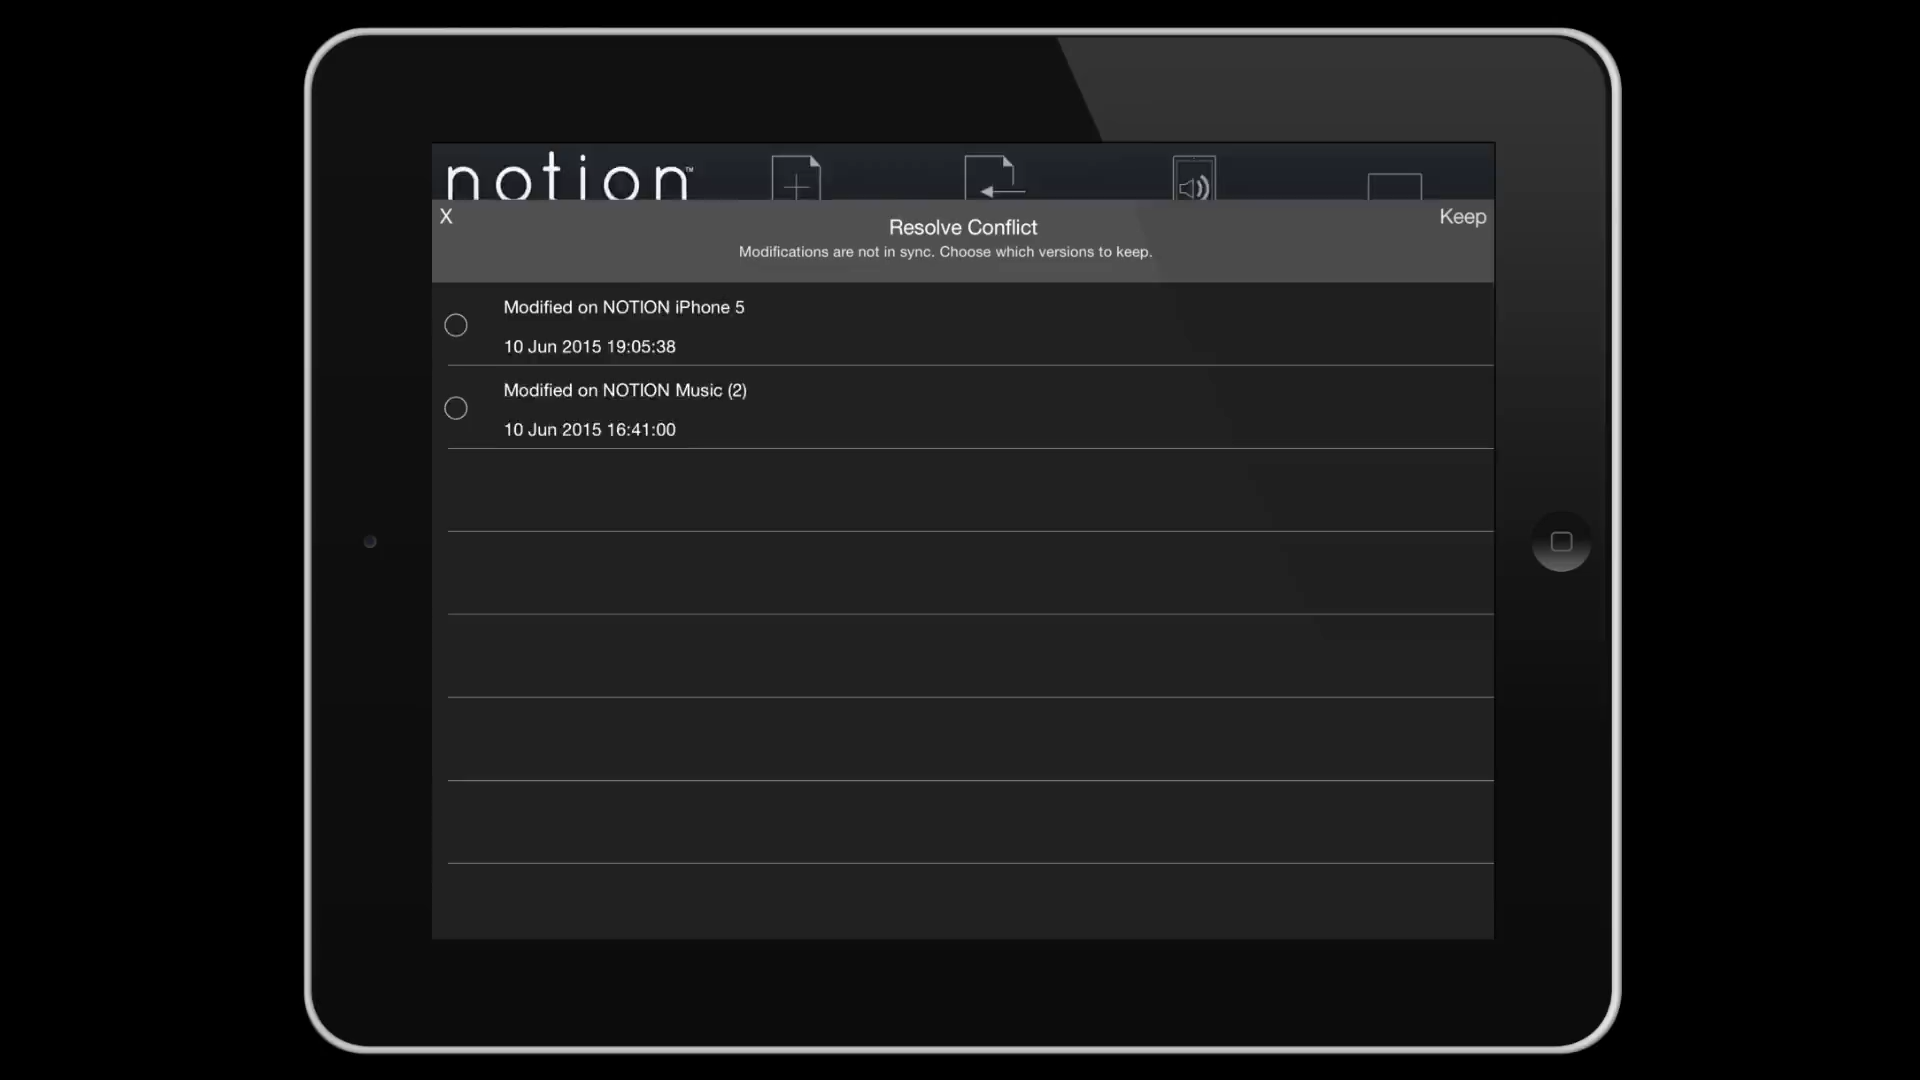 notion™
X
Keep
Resolve Conflict
Modifications are not in sync. Choose which versions to keep.
Modified on NOTION iPhone 5
10 Jun 2015 19:05:38
Modified on NOTION Music (2)
10 Jun 2015 16:41:00